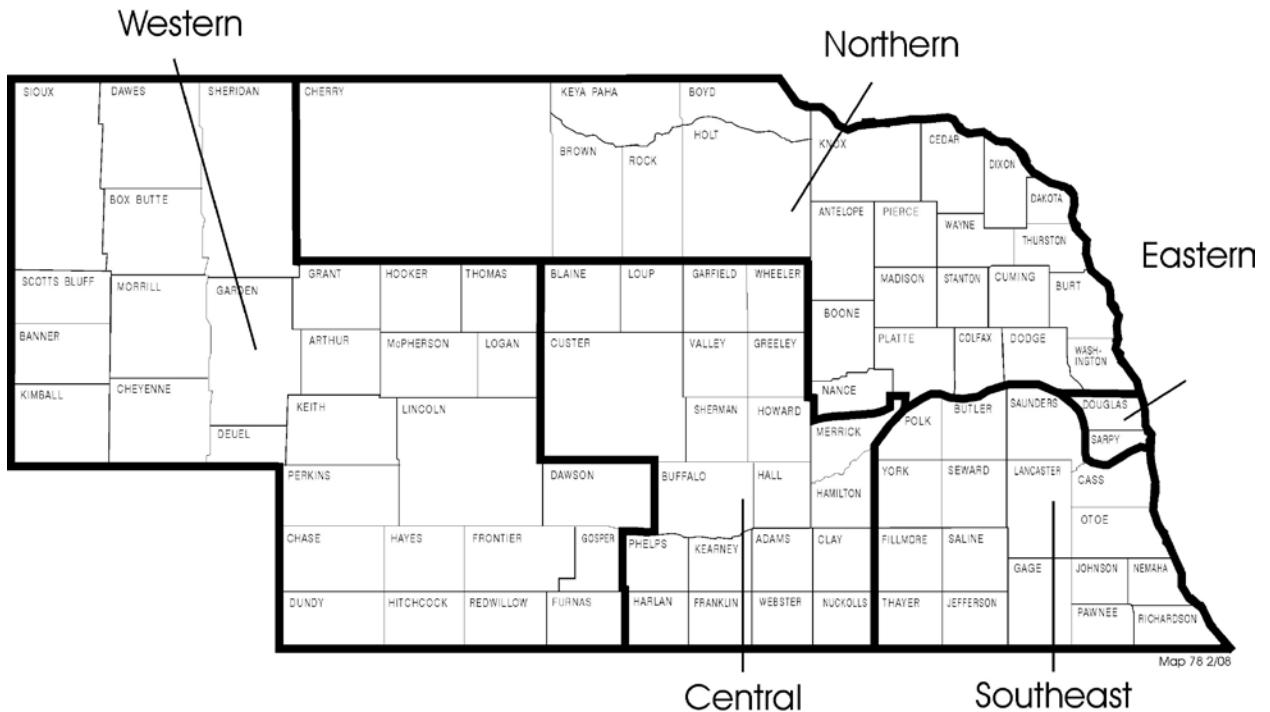 Western
Northern
Eastern
SIOUX
DAWES
SHERIDAN
CHERRY
KEYA PAHA
BOYD
HOLT
BROWN
ROCK
KNOX
CEDAR
DIXON
DAKOTA
BOX BUTTE
ANTELOPE
PIERCE
WAYNE
THURSTON
SCOTTS BLUFF
MORRILL
GARDEN
GRANT
HOOKER
THOMAS
BLAINE
LOUP
GARFIELD
WHEELER
MADISON
STANTON
CUMING
BURT
BANNER
ARTHUR
McPHERSON
LOGAN
CUSTER
VALLEY
GREELEY
BOONE
PLATTE
COLFAX
DODGE
WASH-
INGTON
KIMBALL
CHEYENNE
KEITH
LINCOLN
SHERMAN
HOWARD
NANCE
MERRICK
POLK
BUTLER
SAUNDERS
DOUGLAS
SARPY
DEUEL
PERKINS
DAWSON
BUFFALO
HALL
HAMILTON
YORK
SEWARD
LANCASTER
CASS
OTOE
CHASE
HAYES
FRONTIER
GOSPER
PHELPS
KEARNEY
ADAMS
CLAY
FILLMORE
SALINE
GAGE
JOHNSON
NEMAHA
DUNDY
HITCHCOCK
REDWILLOW
FURNAS
HARLAN
FRANKLIN
WEBSTER
NUCKOLLS
THAYER
JEFFERSON
PAWNEE
RICHARDSON
Map 78 2/08
Central
Southeast